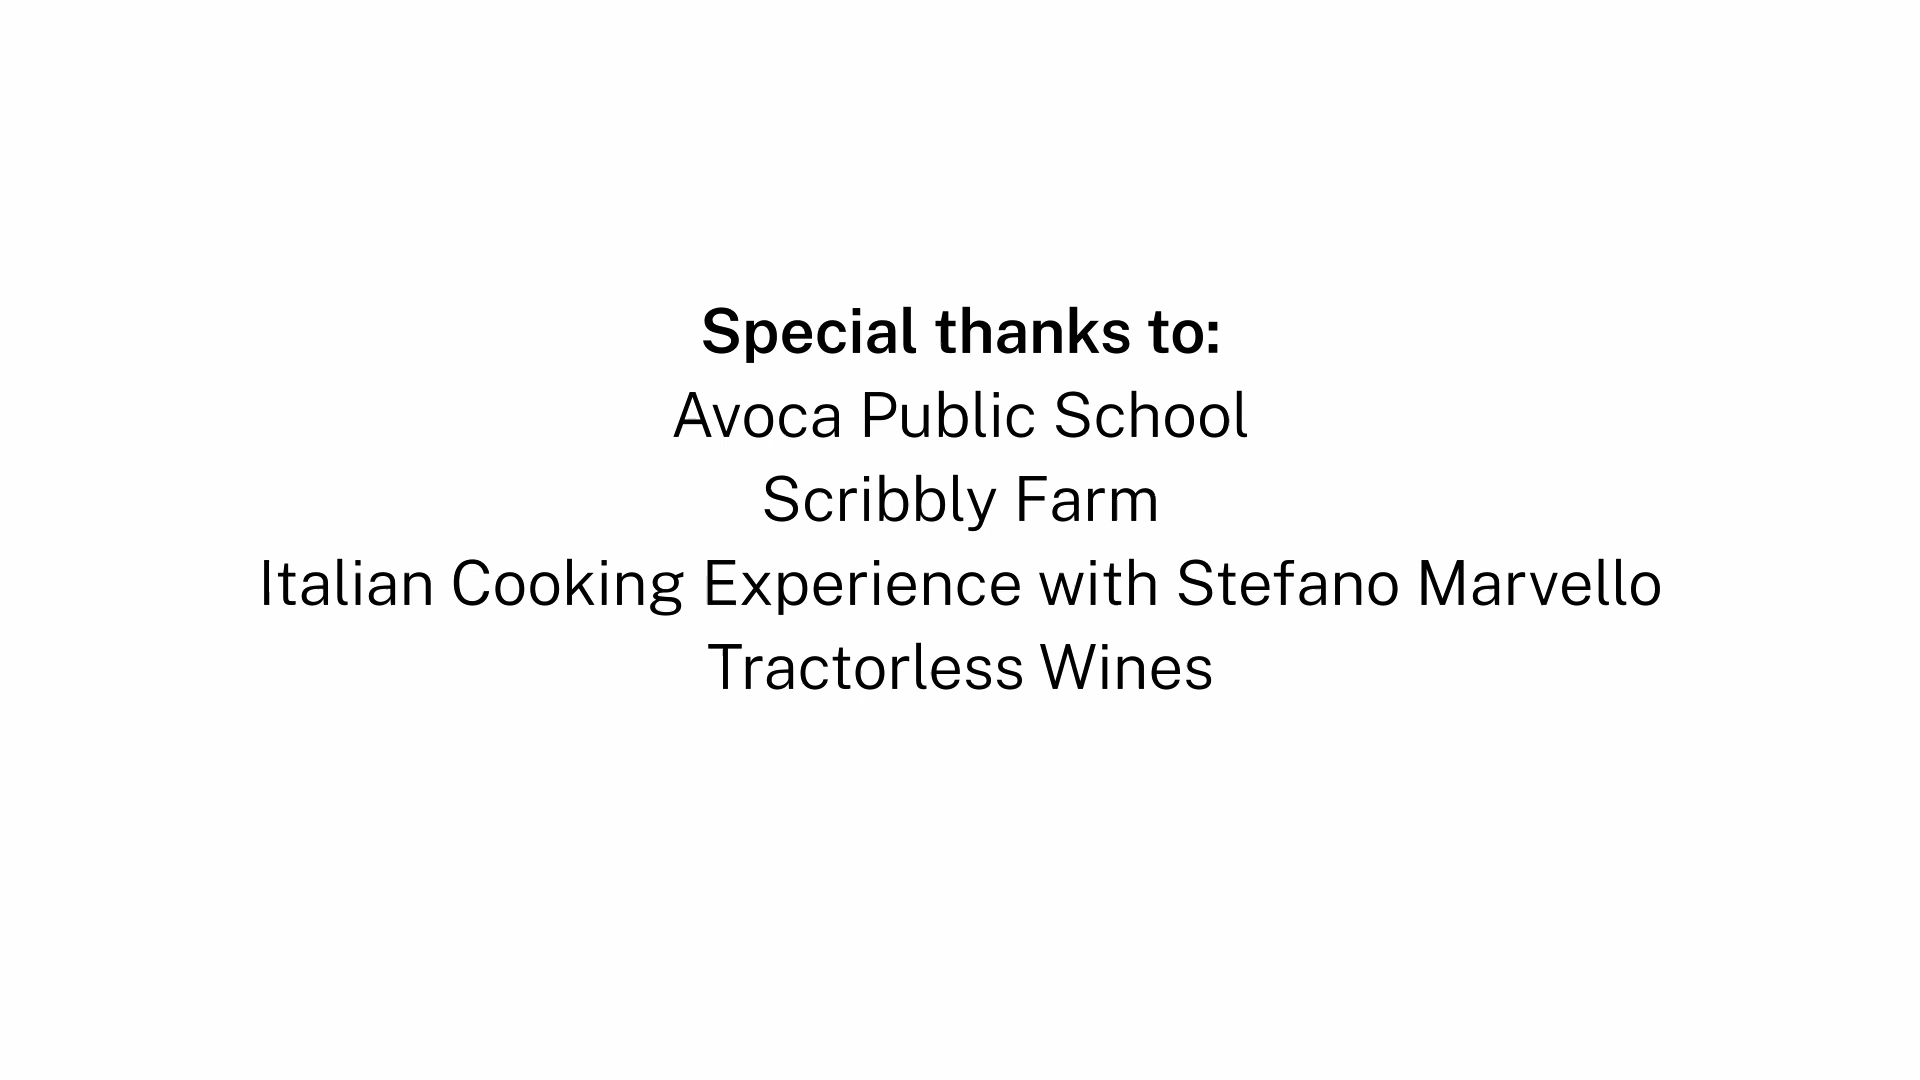 Special thanks to:
Avoca Public School
Scribbly Farm
Italian Cooking Experience with Stefano Marvello
Tractorless Wines